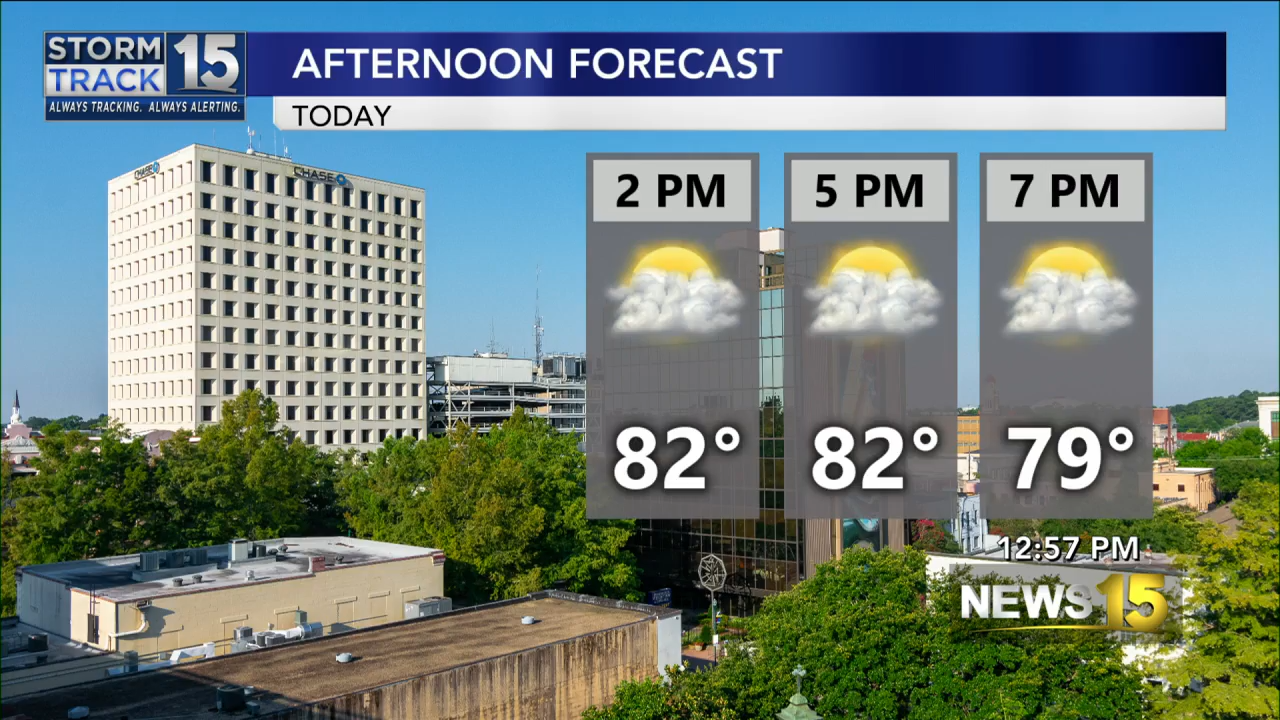 STORM
TRACK
15
ALWAYS TRACKING. ALWAYS ALERTING.
AFTERNOON FORECAST
TODAY
CHASE
CHASE
2 PM
5 PM
7 PM
82°
82°
79°
12:57 PM
NEWS 15